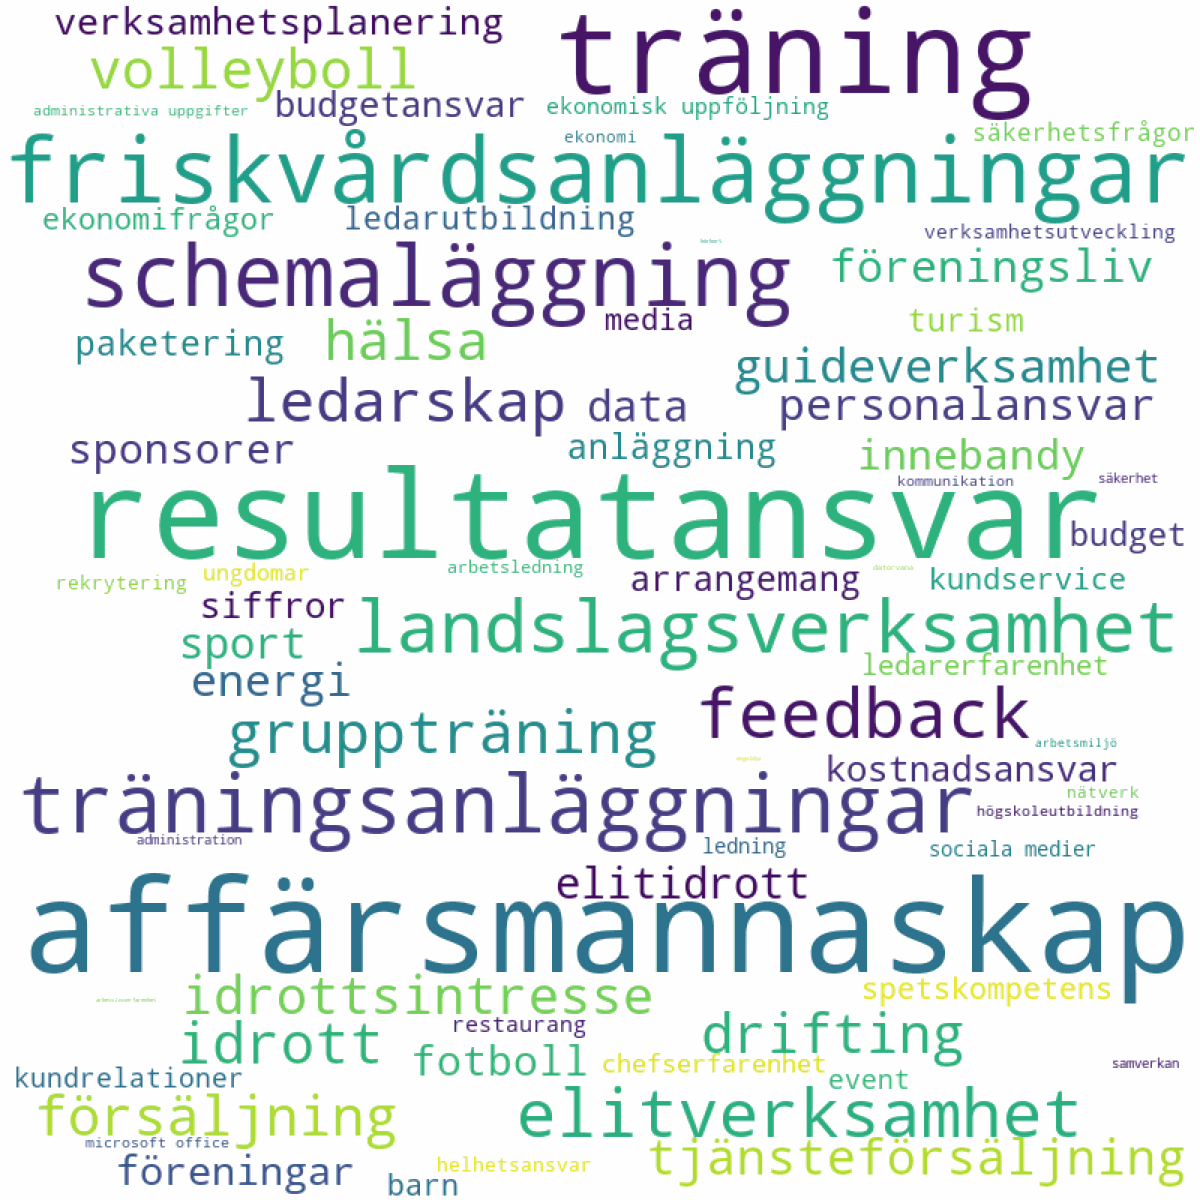 verksamhetsplanering
träning
volleyboll
administrativa uppgifter
budgetansvar
ekonomisk uppföljning
ekonomi
säkerhetsfrågor
friskvårdsanläggningar
ekonomifrågor
ledarutbildning
verksamhetsutveckling
schemaläggning
föreningsliv
media
turism
paketering
hälsa
guideverksamhet
ledarskap
data
personalansvar
sponsorer
anläggning
innebandy
kommunikation
säkerhet
resultatansvar
budget
rekrytering
ungdomar
arbetsledning
arrangemang
datorvana
kundservice
siffror
landslagsverksamhet
sport
ledarerfarenhet
energi
gruppträning
feedback
arbetsmiljö
kostnadsansvar
träningsanläggningar
nätverk
högskoleutbildning
administration
ledning
sociala medier
elitidrott
affärsmannaskap
idrottsintresse
spetskompetens
restaurang
idrott
fotboll
drifting
chefserfarenhet
samverkan
kundrelationer
event
försäljning
elitverksamhet
microsoft office
tjänsteförsäljning
föreningar
helhetsansvar
barn